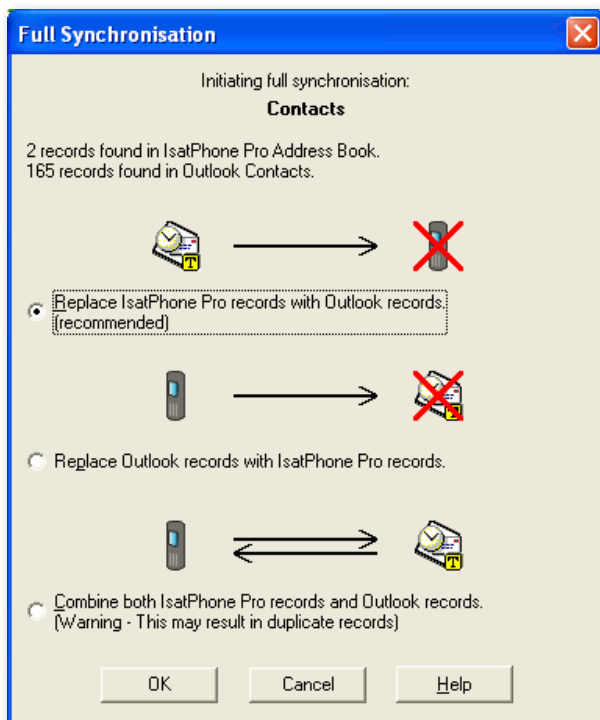 Full Synchronisation
Initiating full synchronisation:
Contacts
2 records found in IsatPhone Pro Address Book.
165 records found in Outlook Contacts.
T
Replace IsatPhone Pro records with Outlook records.
(recommended)
T
Replace Outlook records with IsatPhone Pro records.
T
Combine both IsatPhone Pro records and Outlook records.
(Warning - This may result in duplicate records)
OK Cancel Help